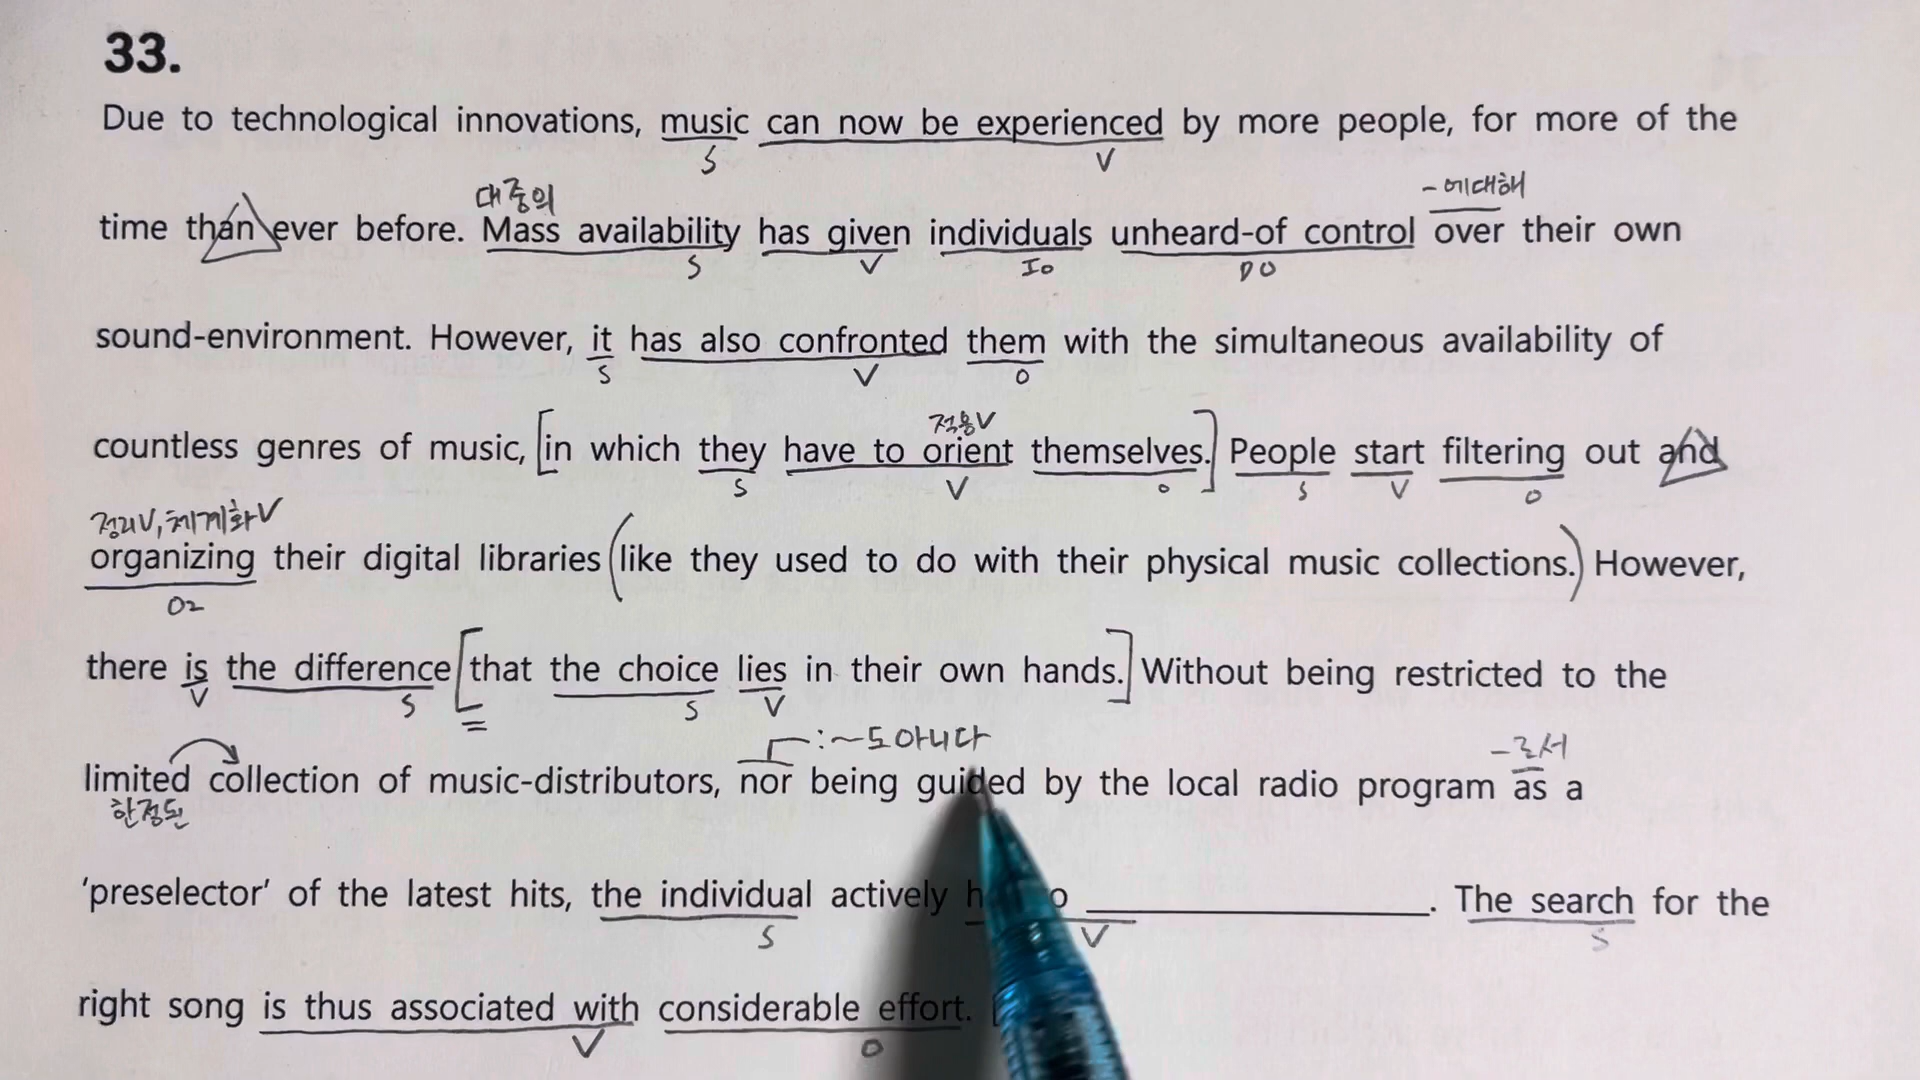 33.
Due to technological innovations, music can now be experienced by more people, for more of the
S V
대중의 -에대해
time than ever before. Mass availability has given individuals unheard-of control over their own
S V IO DO
sound-environment. However, it has also confronted them with the simultaneous availability of
S V O
적응V
countless genres of music, [in which they have to orient themselves.] People start filtering out and
S V O S V O
정리V, 체계화V
organizing their digital libraries (like they used to do with their physical music collections.) However,
O2
there is the difference [that the choice lies in their own hands.] Without being restricted to the
V S S V
:~도아니다 -로서
limited collection of music-distributors, nor being guided by the local radio program as a
한정된
'preselector' of the latest hits, the individual actively ____. The search for the
S V S
right song is thus associated with considerable effort.
V O